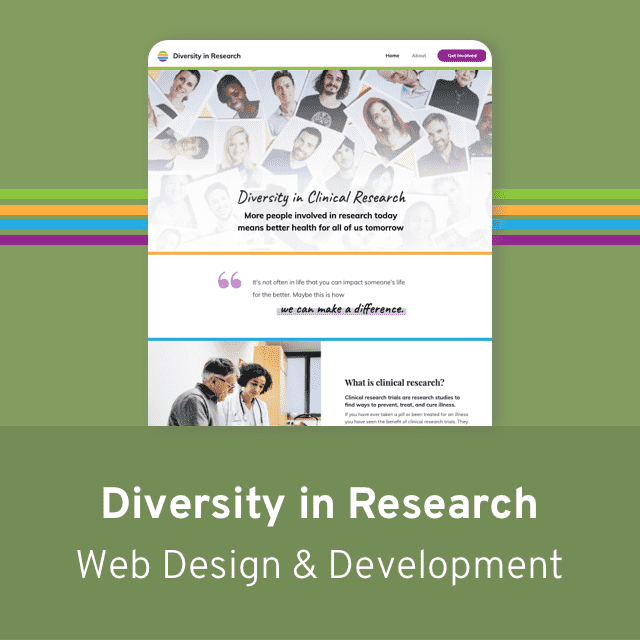 Diversity in Research
Home About Get Involved
Diversity in Clinical Research
More people involved in research today
means better health for all of us tomorrow
It's not often in life that you can impact someone's life
for the better. Maybe this is how
we can make a difference.
What is clinical research?
Clinical research trials are research studies to
find ways to prevent, treat, and cure illness.
If you have ever taken a pill or been treated for an illness
you have seen the benefit of clinical research trials. They
Diversity in Research
Web Design & Development